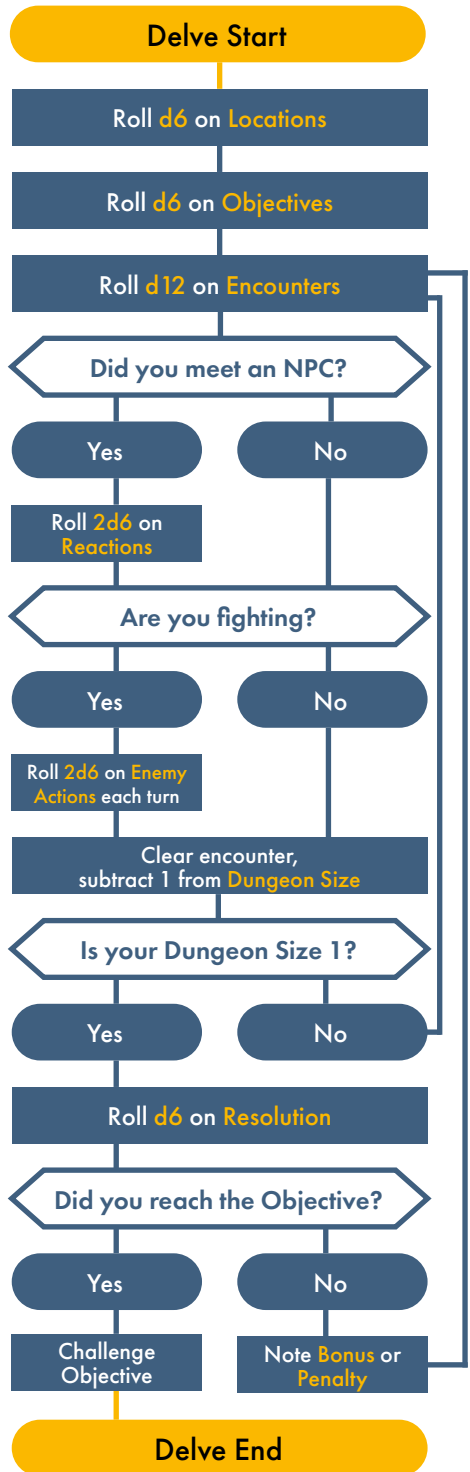 Delve Start
Roll d6 on Locations
Roll d6 on Objectives
Roll d12 on Encounters
Did you meet an NPC?
Yes
No
Roll 2d6 on
Reactions
Are you fighting?
Yes
No
Roll 2d6 on Enemy
Actions each turn
Clear encounter,
subtract 1 from Dungeon Size
Is your Dungeon Size 1?
Yes
No
Roll d6 on Resolution
Did you reach the Objective?
Yes
No
Challenge
Objective
Note Bonus or
Penalty
Delve End